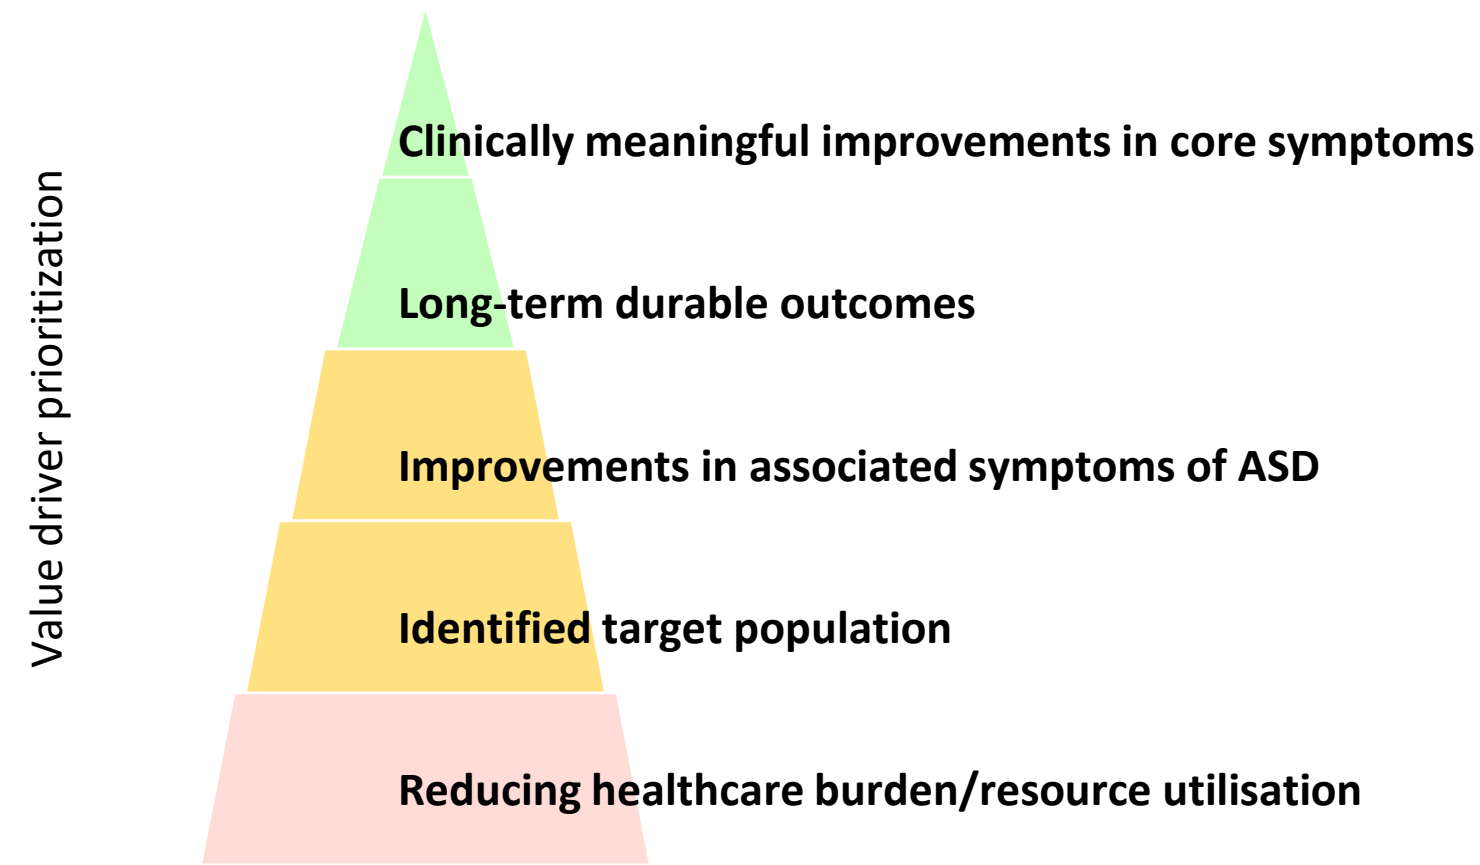 Value driver prioritization
Clinically meaningful improvements in core symptoms
Long-term durable outcomes
Improvements in associated symptoms of ASD
Identified target population
Reducing healthcare burden/resource utilisation